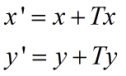 x' = x + Tx
y' = y + Ty